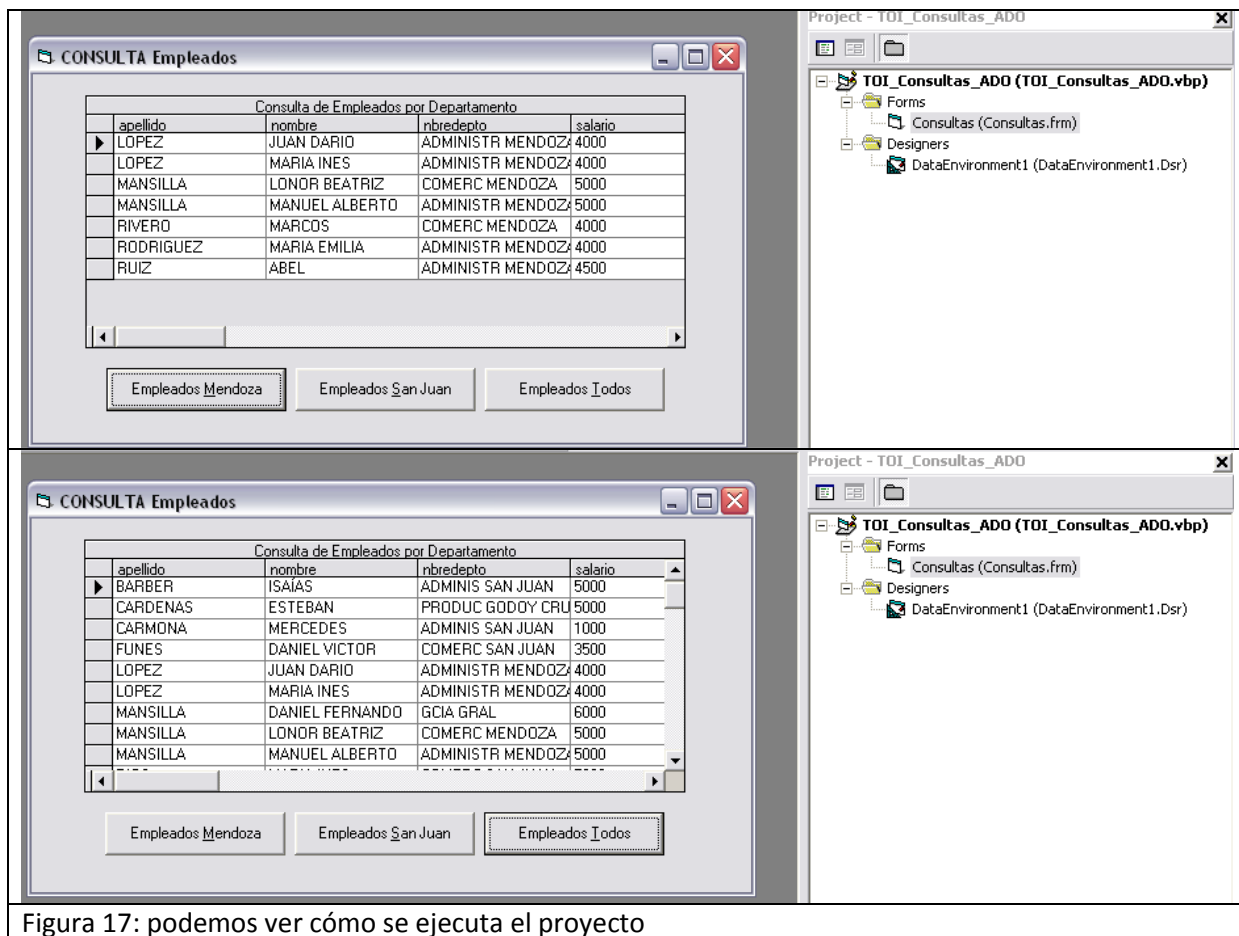 Project - TOI_Consultas_ADO
CONSULTA Empleados
TOI_Consultas_ADO (TOI_Consultas_ADO.vbp)
Forms
Consultas (Consultas.frm)
Designers
DataEnvironment1 (DataEnvironment1.Dsr)
Consulta de Empleados por Departamento
apellido nombre nbredepto salario
LOPEZ JUAN DARIO ADMINISTR MENDOZA 4000
LOPEZ MARIA INES ADMINISTR MENDOZA 4000
MANSILLA LONOR BEATRIZ COMERC MENDOZA 5000
MANSILLA MANUEL ALBERTO ADMINISTR MENDOZA 5000
RIVERO MARCOS COMERC MENDOZA 4000
RODRIGUEZ MARIA EMILIA ADMINISTR MENDOZA 4000
RUIZ ABEL ADMINISTR MENDOZA 4500
Empleados Mendoza Empleados San Juan Empleados Todos
Project - TOI_Consultas_ADO
CONSULTA Empleados
TOI_Consultas_ADO (TOI_Consultas_ADO.vbp)
Forms
Consultas (Consultas.frm)
Designers
DataEnvironment1 (DataEnvironment1.Dsr)
Consulta de Empleados por Departamento
apellido nombre nbredepto salario
BARBER ISAÍAS ADMINIS SAN JUAN 5000
CARDENAS ESTEBAN PRODUC GODOY CRU 5000
CARMONA MERCEDES ADMINIS SAN JUAN 1000
FUNES DANIEL VICTOR COMERC SAN JUAN 3500
LOPEZ JUAN DARIO ADMINISTR MENDOZA 4000
LOPEZ MARIA INES ADMINISTR MENDOZA 4000
MANSILLA DANIEL FERNANDO GCIA GRAL 6000
MANSILLA LONOR BEATRIZ COMERC MENDOZA 5000
MANSILLA MANUEL ALBERTO ADMINISTR MENDOZA 5000
Empleados Mendoza Empleados San Juan Empleados Todos
Figura 17: podemos ver cómo se ejecuta el proyecto